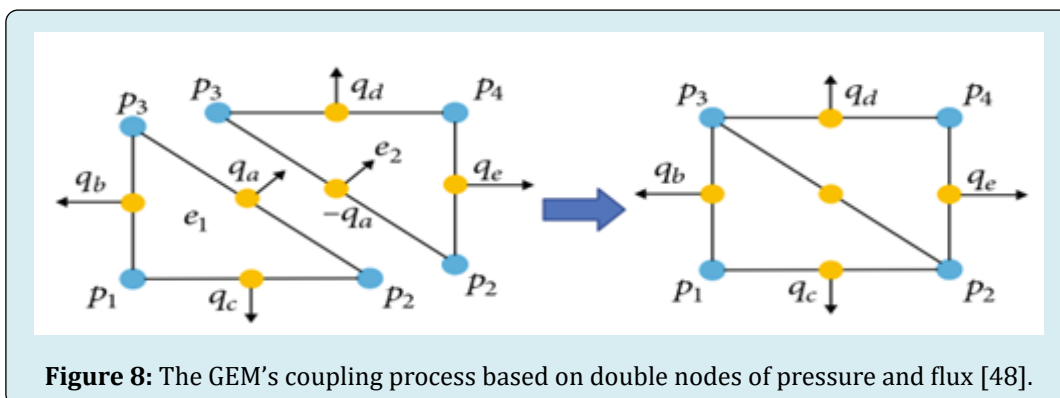 p3 p3 qd p4 p3 qd p4
qa e2
qb qe qb qe
e1 −qa
p1 qc p2 p2 p1 qc p2
Figure 8: The GEM’s coupling process based on double nodes of pressure and flux [48].